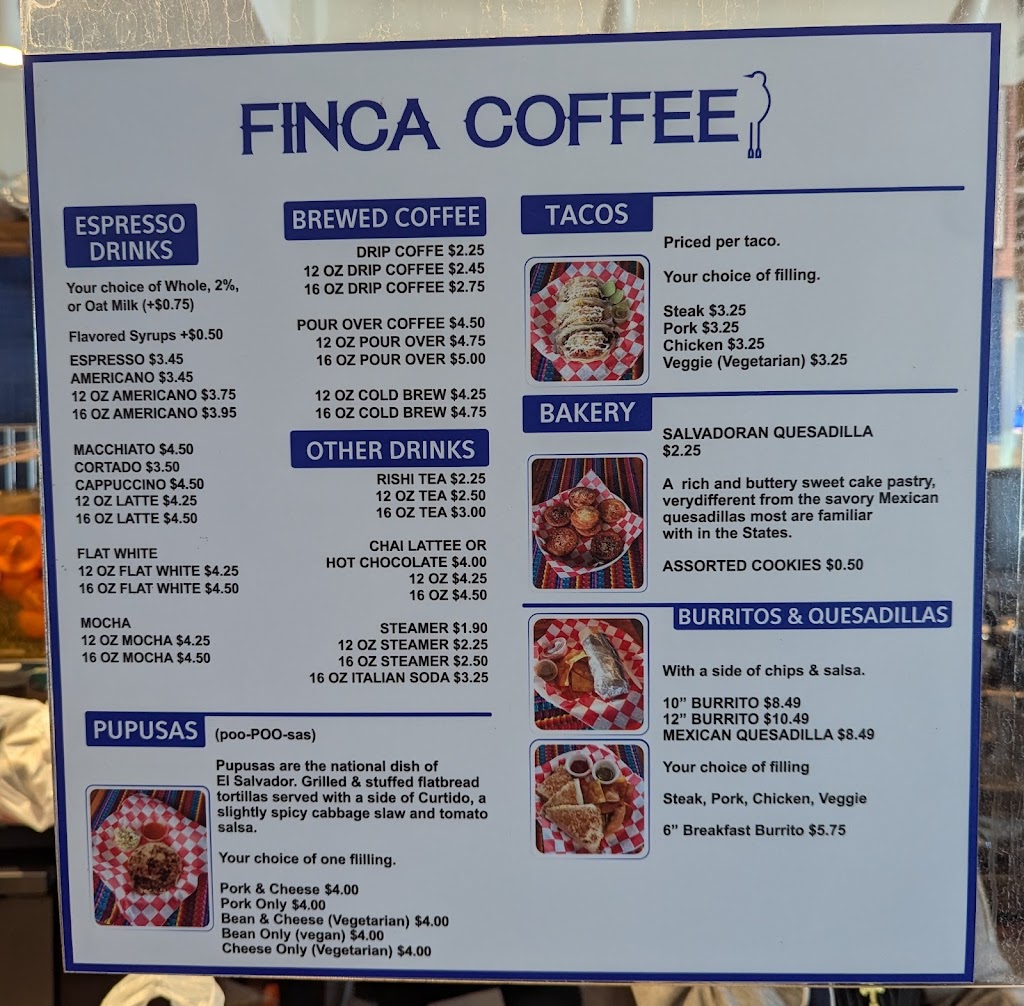 FINCA COFFEE
ESPRESSO
DRINKS
Your choice of Whole, 2%,
or Oat Milk (+$0.75)
Flavored Syrups +$0.50
ESPRESSO $3.45
AMERICANO $3.45
12 OZ AMERICANO $3.75
16 OZ AMERICANO $3.95
MACCHIATO $4.50
CORTADO $3.50
CAPPUCCINO $4.50
12 OZ LATTE $4.25
16 OZ LATTE $4.50
FLAT WHITE
12 OZ FLAT WHITE $4.25
16 OZ FLAT WHITE $4.50
MOCHA
12 OZ MOCHA $4.25
16 OZ MOCHA $4.50
BREWED COFFEE
DRIP COFFE $2.25
12 OZ DRIP COFFEE $2.45
16 OZ DRIP COFFEE $2.75
POUR OVER COFFEE $4.50
12 OZ POUR OVER $4.75
16 OZ POUR OVER $5.00
12 OZ COLD BREW $4.25
16 OZ COLD BREW $4.75
OTHER DRINKS
RISHI TEA $2.25
12 OZ TEA $2.50
16 OZ TEA $3.00
CHAI LATTEE OR
HOT CHOCOLATE $4.00
12 OZ $4.25
16 OZ $4.50
STEAMER $1.90
12 OZ STEAMER $2.25
16 OZ STEAMER $2.50
16 OZ ITALIAN SODA $3.25
PUPUSAS (poo-POO-sas)
Pupusas are the national dish of
El Salvador. Grilled & stuffed flatbread
tortillas served with a side of Curtido, a
slightly spicy cabbage slaw and tomato
salsa.
Your choice of one flilling.
Pork & Cheese $4.00
Pork Only $4.00
Bean & Cheese (Vegetarian) $4.00
Bean Only (vegan) $4.00
Cheese Only (Vegetarian) $4.00
TACOS
Priced per taco.
Your choice of filling.
Steak $3.25
Pork $3.25
Chicken $3.25
Veggie (Vegetarian) $3.25
BAKERY
SALVADORAN QUESADILLA
$2.25
A rich and buttery sweet cake pastry,
verydifferent from the savory Mexican
quesadillas most are familiar
with in the States.
ASSORTED COOKIES $0.50
BURRITOS & QUESADILLAS
With a side of chips & salsa.
10” BURRITO $8.49
12” BURRITO $10.49
MEXICAN QUESADILLA $8.49
Your choice of filling
Steak, Pork, Chicken, Veggie
6” Breakfast Burrito $5.75